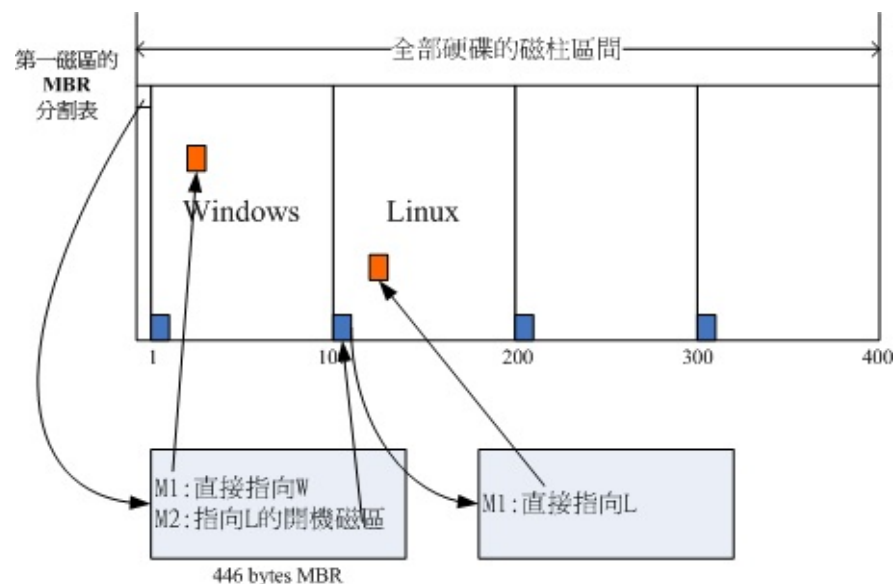 全部硬碟的磁柱區間
第一磁區的
MBR
分割表
Windows
Linux
1
200
300
400
M1:直接指向W
M2:指向L的開機磁區
M1:直接指向L
446 bytes MBR